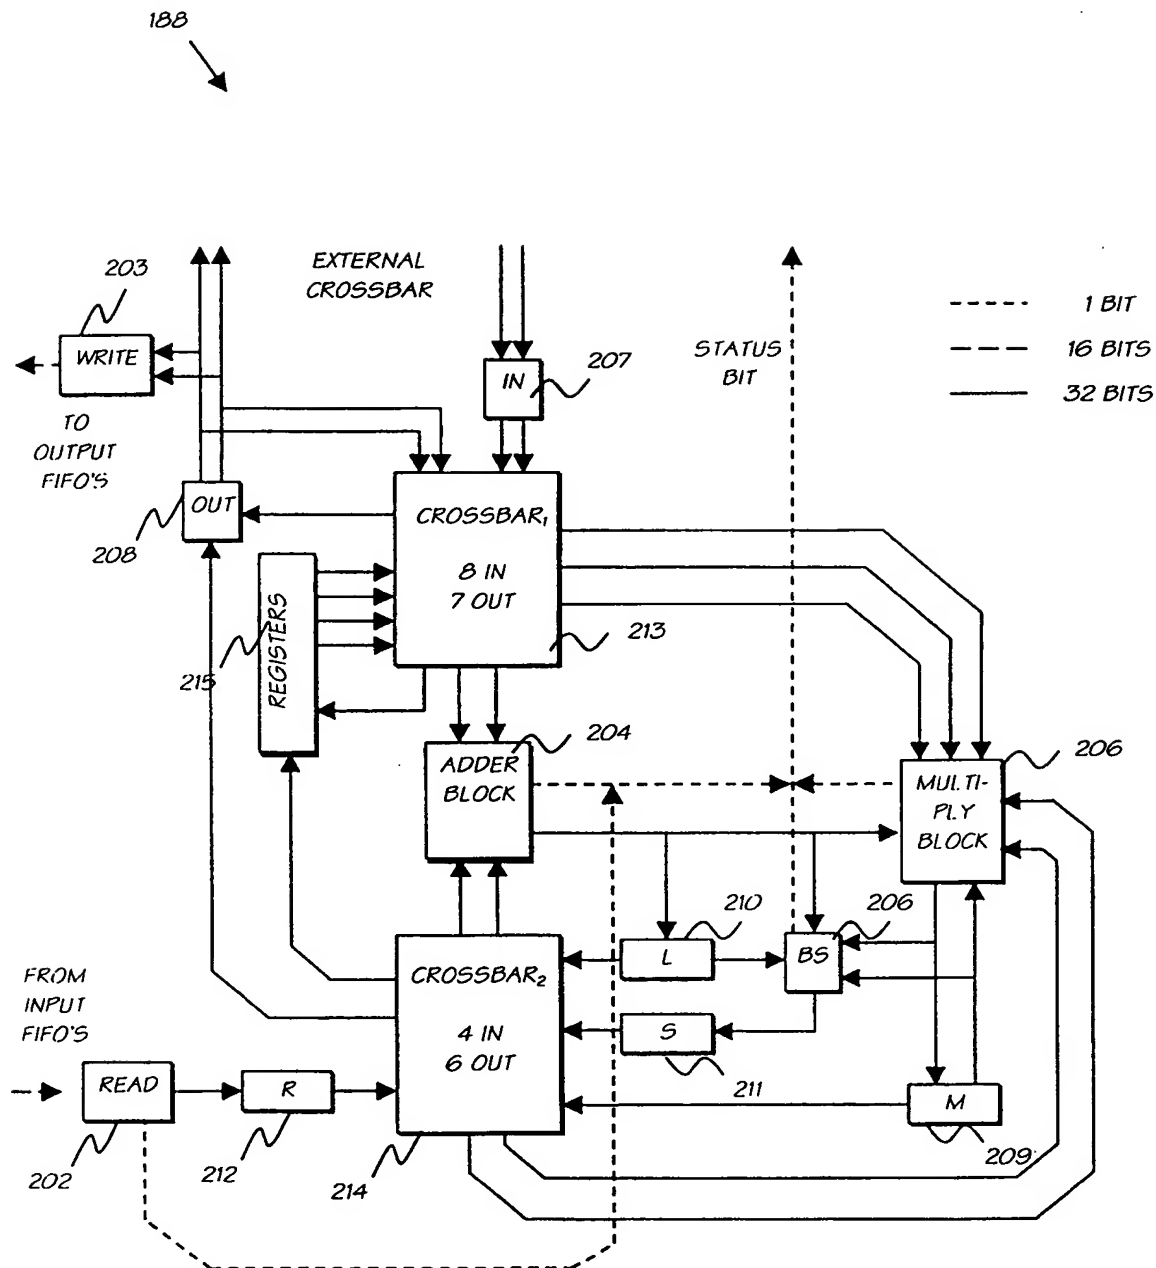 188
EXTERNAL
CROSSBAR
203
WRITE
TO
OUTPUT
FIFO'S
IN
207
STATUS
BIT
1 BIT
16 BITS
32 BITS
OUT
208
CROSSBAR1
8 IN
7 OUT
213
REGISTERS
215
204
ADDER
BLOCK
206
MULTI-
PLY
BLOCK
210
L
206
BS
FROM
INPUT
FIFO'S
CROSSBAR2
4 IN
6 OUT
S
211
READ
202
R
212
214
M
209